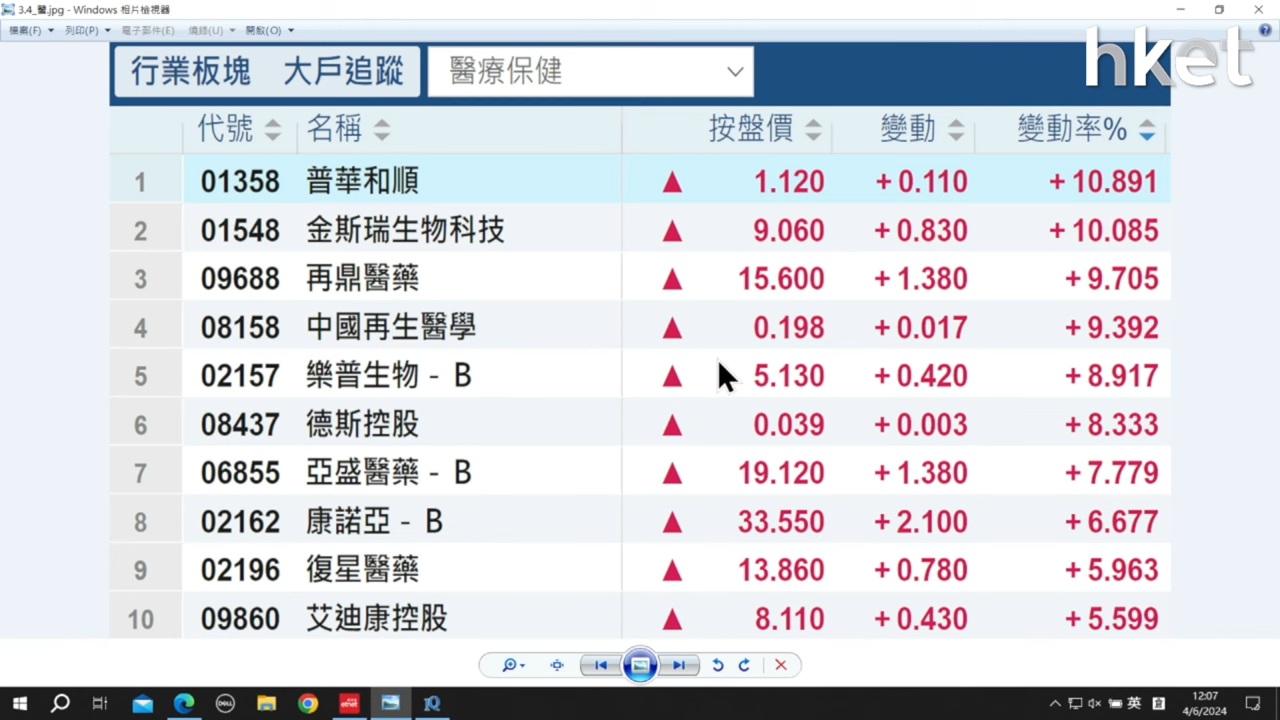 3.4_醫.jpg - Windows 相片檢視器
檔案(F) 列印(P) 電子郵件(E) 燒錄(U) 開啟(O)
hket
行業板塊 大戶追蹤 醫療保健
代號 名稱 按盤價 變動 變動率%
1 01358 普華和順 ▲ 1.120 +0.110 +10.891
2 01548 金斯瑞生物科技 ▲ 9.060 +0.830 +10.085
3 09688 再鼎醫藥 ▲ 15.600 +1.380 +9.705
4 08158 中國再生醫學 ▲ 0.198 +0.017 +9.392
5 02157 樂普生物 - B ▲ 5.130 +0.420 +8.917
6 08437 德斯控股 ▲ 0.039 +0.003 +8.333
7 06855 亞盛醫藥 - B ▲ 19.120 +1.380 +7.779
8 02162 康諾亞 - B ▲ 33.550 +2.100 +6.677
9 02196 復星醫藥 ▲ 13.860 +0.780 +5.963
10 09860 艾迪康控股 ▲ 8.110 +0.430 +5.599
DELL etnet IQ 英 12:07
4/6/2024